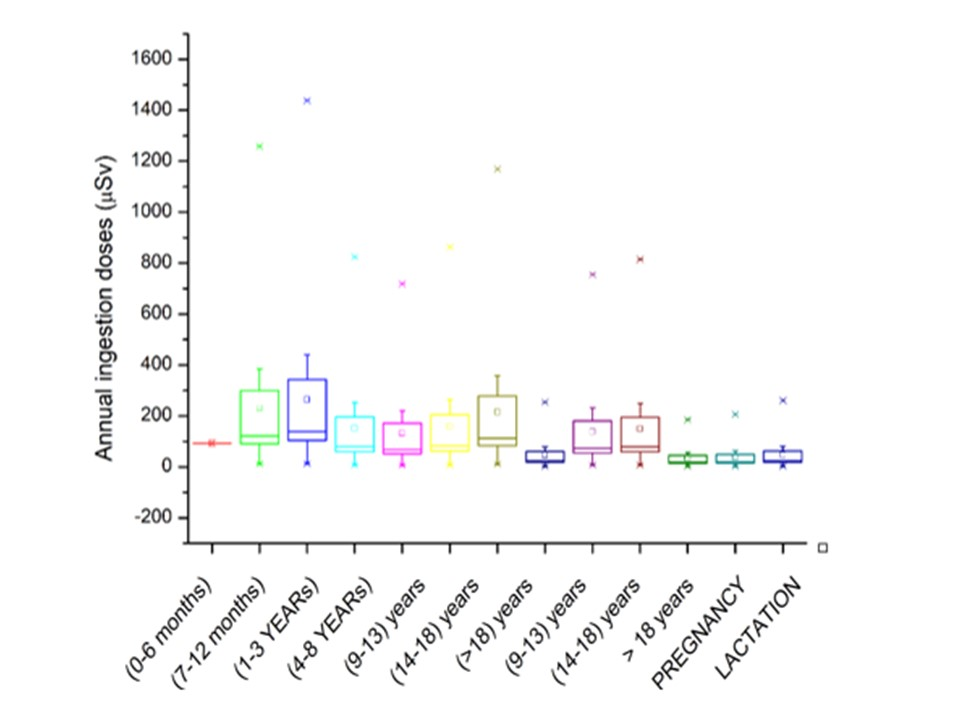 1600
1400
1200
1000
800
600
400
200
0
-200
Annual ingestion doses (μSv)
(0-6 months)
(7-12 months)
(1-3 YEARs)
(4-8 YEARs)
(9-13) years
(14-18) years
(>18) years
(9-13) years
(14-18) years
> 18 years
PREGNANCY
LACTATION